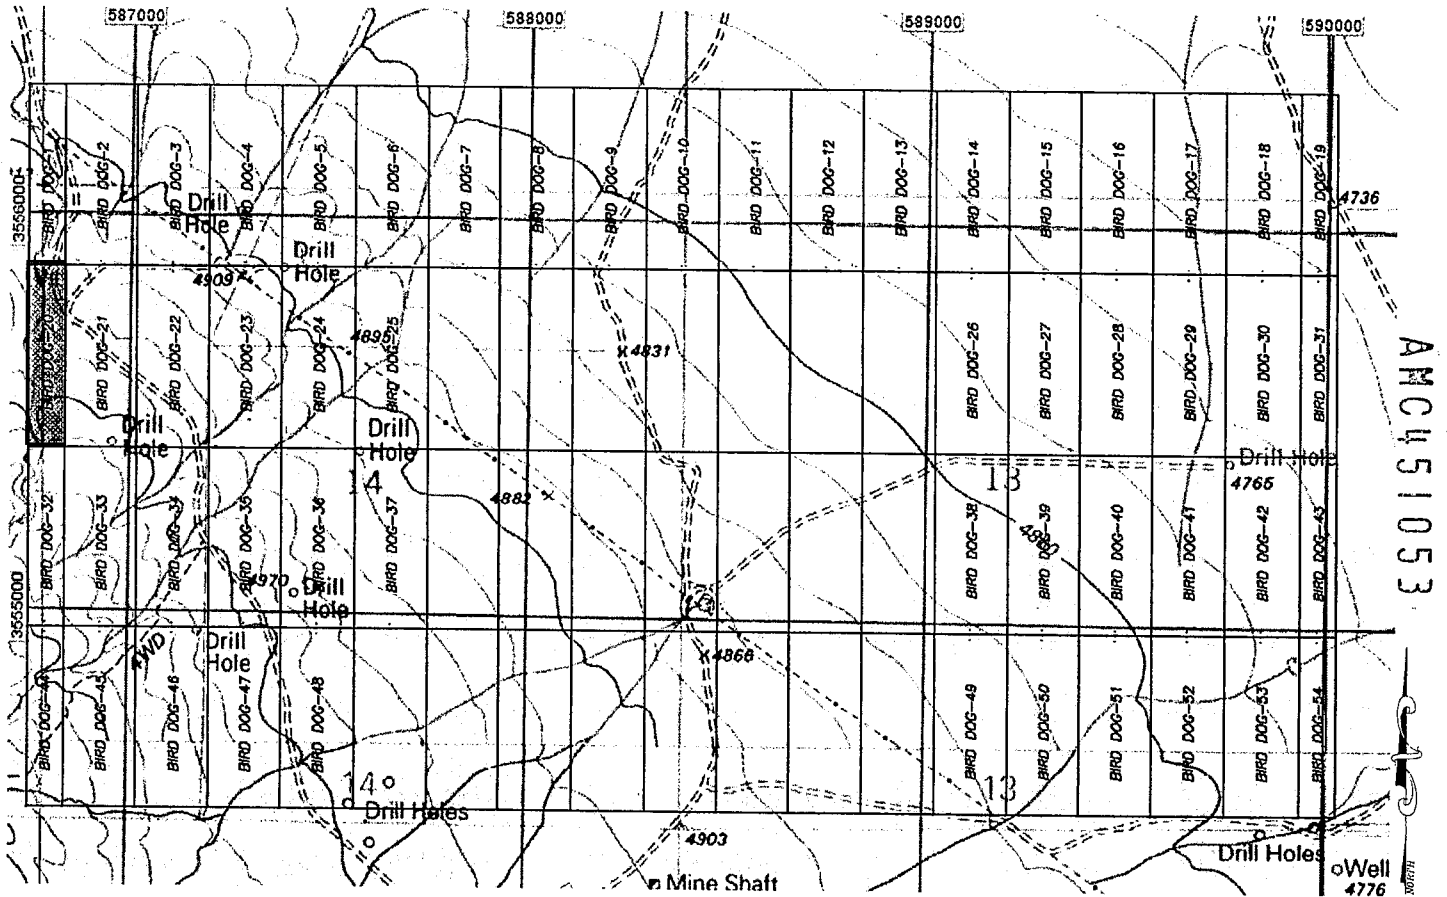 587000
588000
589000
590000
BIRD DOG-1
BIRD DOG-2
BIRD DOG-3
BIRD DOG-4
BIRD DOG-5
BIRD DOG-6
BIRD DOG-7
BIRD DOG-8
BIRD DOG-9
BIRD DOG-10
BIRD DOG-11
BIRD DOG-12
BIRD DOG-13
BIRD DOG-14
BIRD DOG-15
BIRD DOG-16
BIRD DOG-17
BIRD DOG-18
BIRD DOG-19
3556000
4736
Drill
Hole
Drill
Hole
4909
BIRD DOG-20
BIRD DOG-21
BIRD DOG-22
BIRD DOG-23
BIRD DOG-24
BIRD DOG-25
4895
4831
BIRD DOG-26
BIRD DOG-27
BIRD DOG-28
BIRD DOG-29
BIRD DOG-30
BIRD DOG-31
AMC451053
Drill
Hole
Drill
Hole
14
13
Drill Hole
4765
4882
BIRD DOG-32
BIRD DOG-33
BIRD DOG-34
BIRD DOG-35
BIRD DOG-36
BIRD DOG-37
BIRD DOG-38
BIRD DOG-39
BIRD DOG-40
BIRD DOG-41
BIRD DOG-42
BIRD DOG-43
4800
4970
Drill
Hole
3555000
4WD
Drill
Hole
4866
BIRD DOG-44
BIRD DOG-45
BIRD DOG-46
BIRD DOG-47
BIRD DOG-48
BIRD DOG-49
BIRD DOG-50
BIRD DOG-51
BIRD DOG-52
BIRD DOG-53
BIRD DOG-54
14
13
Drill Holes
4903
Drill Holes
Mine Shaft
Well
4776
NORTH